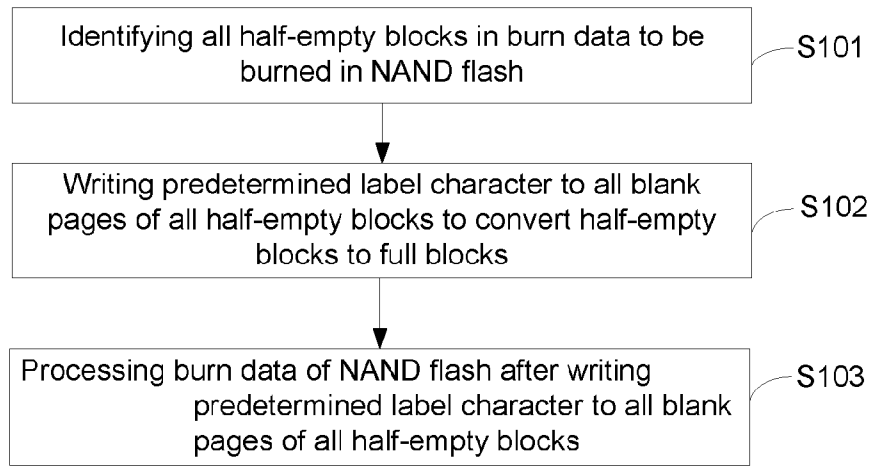 Identifying all half-empty blocks in burn data to be
burned in NAND flash
S101
Writing predetermined label character to all blank
pages of all half-empty blocks to convert half-empty
blocks to full blocks
S102
Processing burn data of NAND flash after writing
predetermined label character to all blank
pages of all half-empty blocks
S103